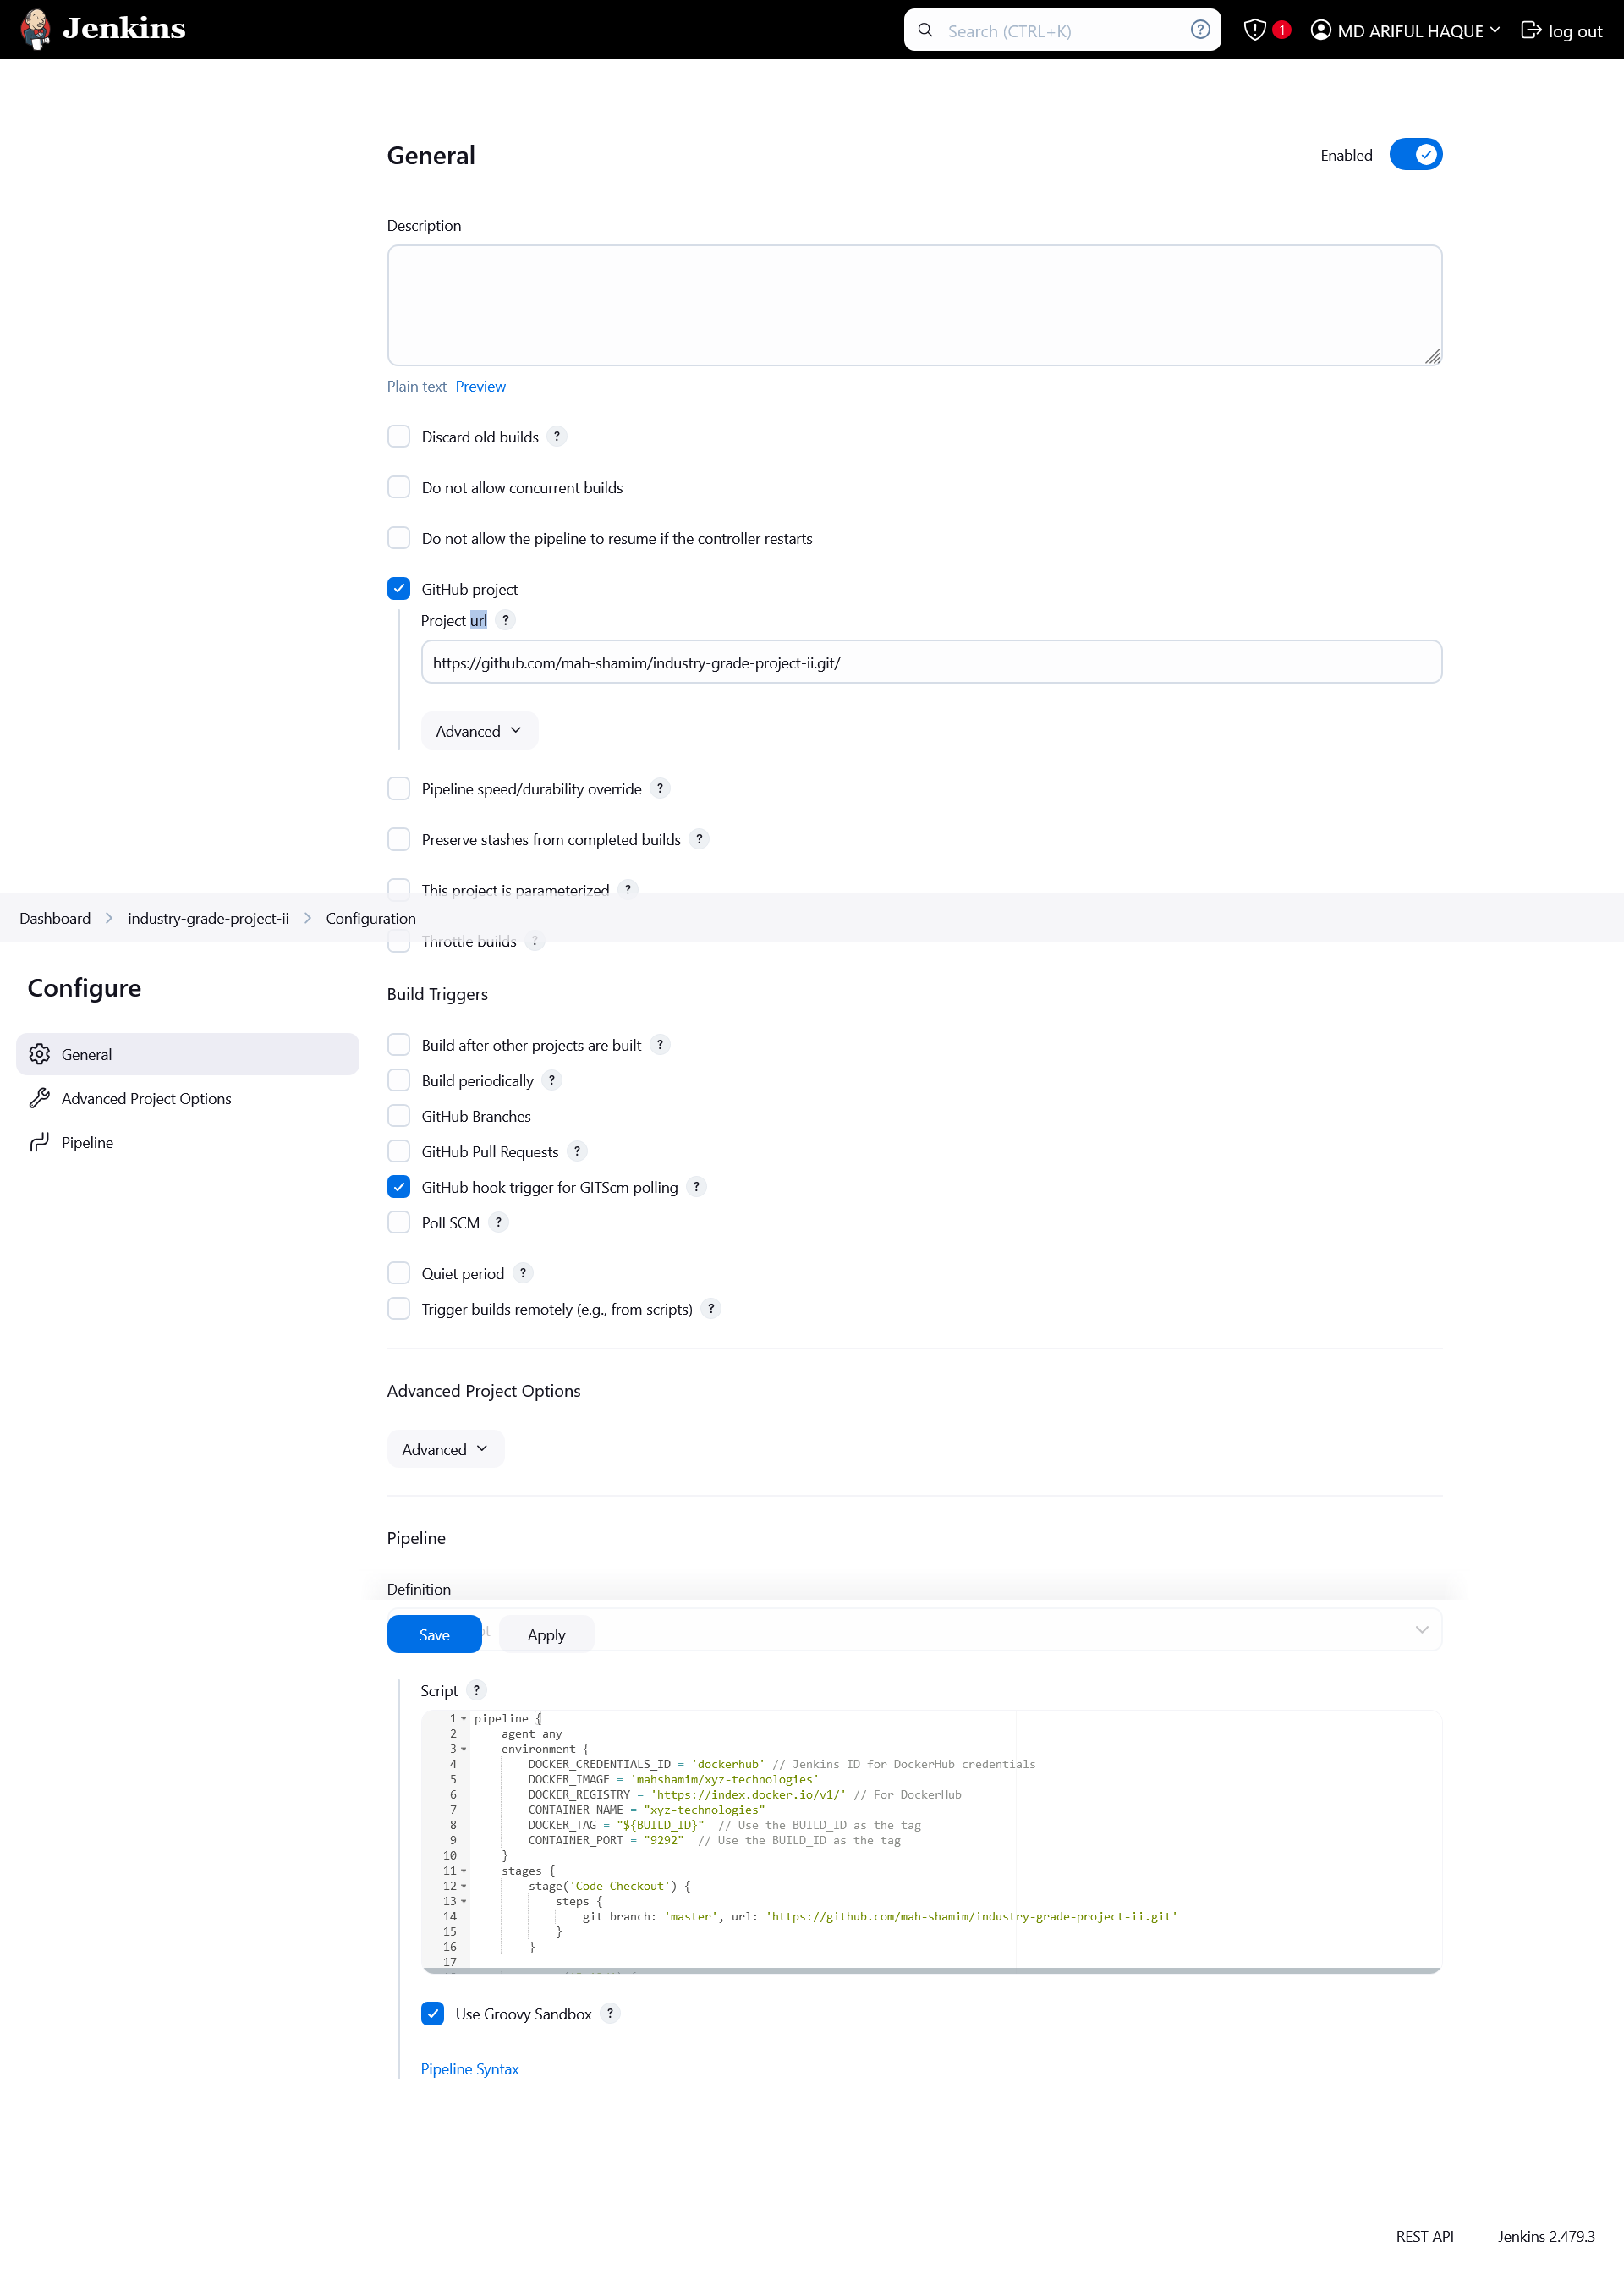 Jenkins
Search (CTRL+K)
?
1
MD ARIFUL HAQUE
log out
General
Enabled
Description
Plain text Preview
Discard old builds ?
Do not allow concurrent builds
Do not allow the pipeline to resume if the controller restarts
GitHub project
Project url ?
https://github.com/mah-shamim/industry-grade-project-ii.git/
Advanced
Pipeline speed/durability override ?
Preserve stashes from completed builds ?
This project is parameterized ?
Dashboard industry-grade-project-ii Configuration
Throttle builds ?
Configure
General
Advanced Project Options
Pipeline
Build Triggers
Build after other projects are built ?
Build periodically ?
GitHub Branches
GitHub Pull Requests ?
GitHub hook trigger for GITScm polling ?
Poll SCM ?
Quiet period ?
Trigger builds remotely (e.g., from scripts) ?
Advanced Project Options
Advanced
Pipeline
Definition
Save Apply
Script ?
1 pipeline {
2 agent any
3 environment {
4 DOCKER_CREDENTIALS_ID = 'dockerhub' // Jenkins ID for DockerHub credentials
5 DOCKER_IMAGE = 'mahshamim/xyz-technologies'
6 DOCKER_REGISTRY = 'https://index.docker.io/v1/' // For DockerHub
7 CONTAINER_NAME = "xyz-technologies"
8 DOCKER_TAG = "${BUILD_ID}" // Use the BUILD_ID as the tag
9 CONTAINER_PORT = "9292" // Use the BUILD_ID as the tag
10 }
11 stages {
12 stage('Code Checkout') {
13 steps {
14 git branch: 'master', url: 'https://github.com/mah-shamim/industry-grade-project-ii.git'
15 }
16 }
17
Use Groovy Sandbox ?
Pipeline Syntax
REST API Jenkins 2.479.3